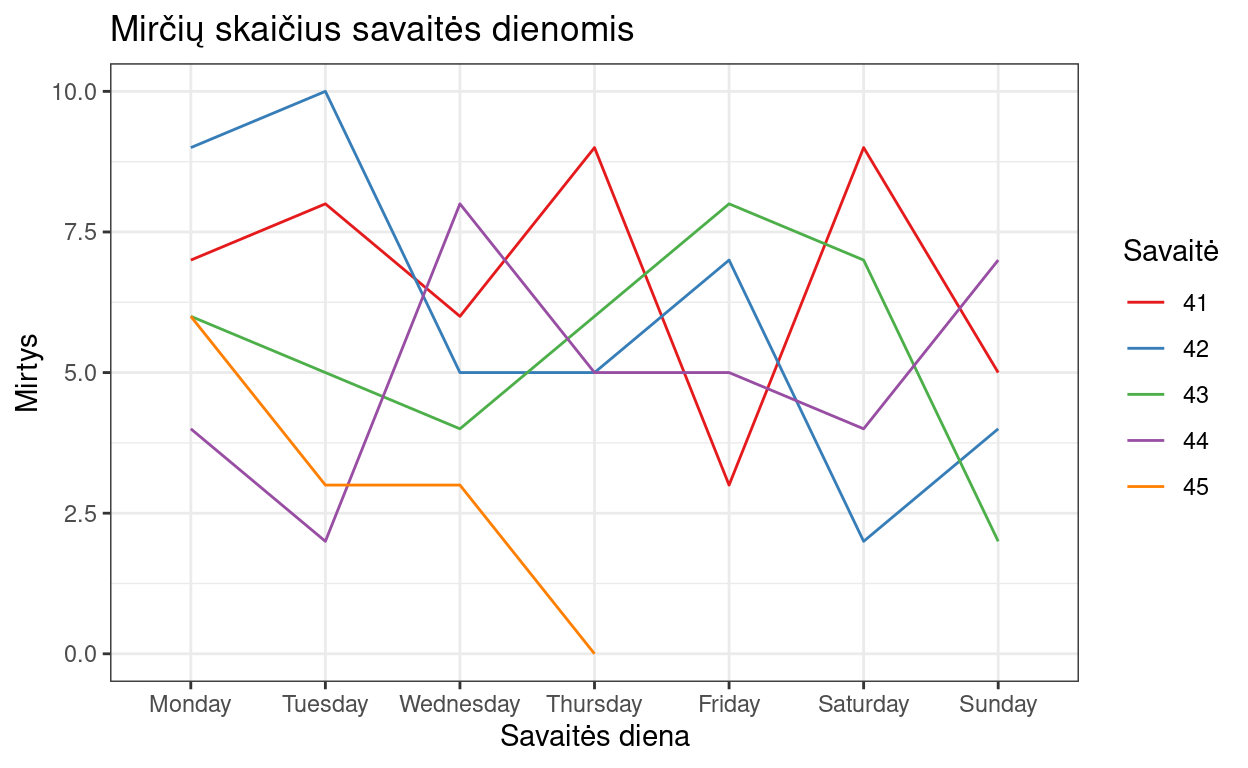 Mirčių skaičius savaitės dienomis
Mirtys
10.0
7.5
5.0
2.5
0.0
Monday Tuesday Wednesday Thursday Friday Saturday Sunday
Savaitės diena
Savaitė
41
42
43
44
45